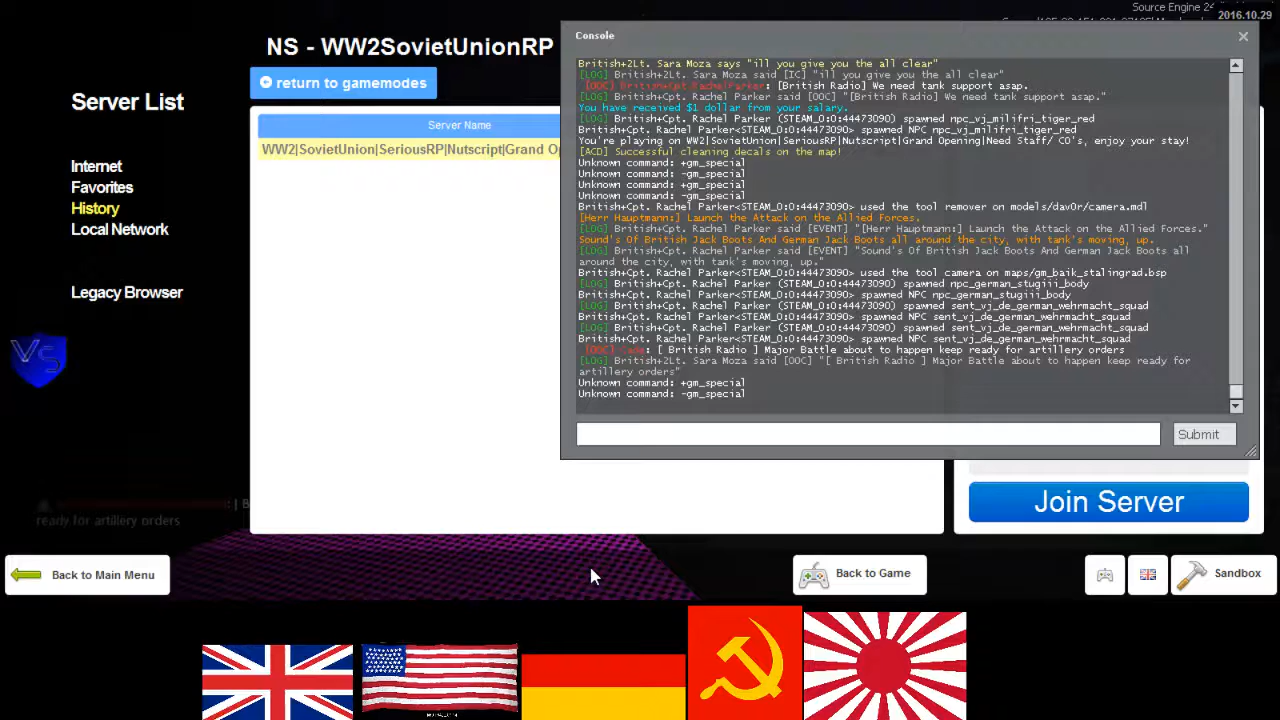 Source Engine 24
2016.10.29
NS - WW2SovietUnionRP
return to gamemodes
Server List
Internet
Favorites
History
Local Network
Legacy Browser
VS
Server Name
WW2|SovietUnion|SeriousRP|Nutscript|Grand Op
Console
British+2Lt. Sara Moza says "ill you give you the all clear"
[LOG] British+2Lt. Sara Moza said [IC] "ill you give you the all clear"
[OOC] British+Cpt.Rachel Parker: [British Radio] We need tank support asap.
[LOG] British+Cpt. Rachel Parker said [OOC] "[British Radio] We need tank support asap."
You have received $1 dollar from your salary.
[LOG] British+Cpt. Rachel Parker (STEAM_0:0:44473090) spawned npc_vj_milifri_tiger_red
British+Cpt. Rachel Parker<STEAM_0:0:44473090> spawned NPC npc_vj_milifri_tiger_red
You're playing on WW2|SovietUnion|SeriousRP|Nutscript|Grand Opening|Need Staff/ CO's, enjoy your stay!
[ACD] Successful cleaning decals on the map!
Unknown command: +gm_special
Unknown command: -gm_special
Unknown command: +gm_special
Unknown command: -gm_special
British+Cpt. Rachel Parker<STEAM_0:0:44473090> used the tool remover on models/dav0r/camera.mdl
[Herr Hauptmann:] Launch the Attack on the Allied Forces.
[LOG] British+Cpt. Rachel Parker said [EVENT] "[Herr Hauptmann:] Launch the Attack on the Allied Forces."
Sound's Of British Jack Boots And German Jack Boots all around the city, with tank's moving, up.
[LOG] British+Cpt. Rachel Parker said [EVENT] "Sound's Of British Jack Boots And German Jack Boots all
around the city, with tank's moving, up."
British+Cpt. Rachel Parker<STEAM_0:0:44473090> used the tool camera on maps/gm_baik_stalingrad.bsp
[LOG] British+Cpt. Rachel Parker (STEAM_0:0:44473090) spawned npc_german_stugiii_body
British+Cpt. Rachel Parker<STEAM_0:0:44473090> spawned NPC npc_german_stugiii_body
[LOG] British+Cpt. Rachel Parker (STEAM_0:0:44473090) spawned sent_vj_de_german_wehrmacht_squad
British+Cpt. Rachel Parker<STEAM_0:0:44473090> spawned NPC sent_vj_de_german_wehrmacht_squad
[LOG] British+Cpt. Rachel Parker (STEAM_0:0:44473090) spawned sent_vj_de_german_wehrmacht_squad
British+Cpt. Rachel Parker<STEAM_0:0:44473090> spawned NPC sent_vj_de_german_wehrmacht_squad
[OOC] : [ British Radio ] Major Battle about to happen keep ready for artillery orders
[LOG] British+2Lt. Sara Moza said [OOC] "[ British Radio ] Major Battle about to happen keep ready for
artillery orders"
Unknown command: +gm_special
Unknown command: -gm_special
Submit
Join Server
ready for artillery orders
Back to Main Menu
Back to Game
Sandbox